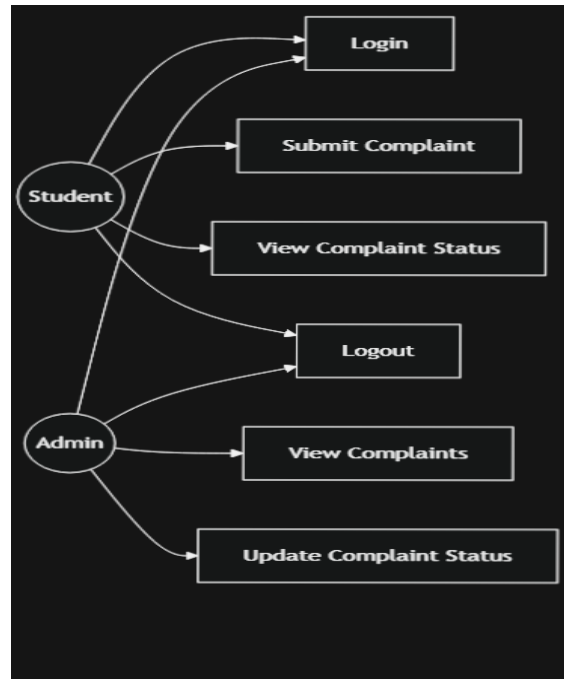 Login
Submit Complaint
Student
View Complaint Status
Logout
Admin
View Complaints
Update Complaint Status